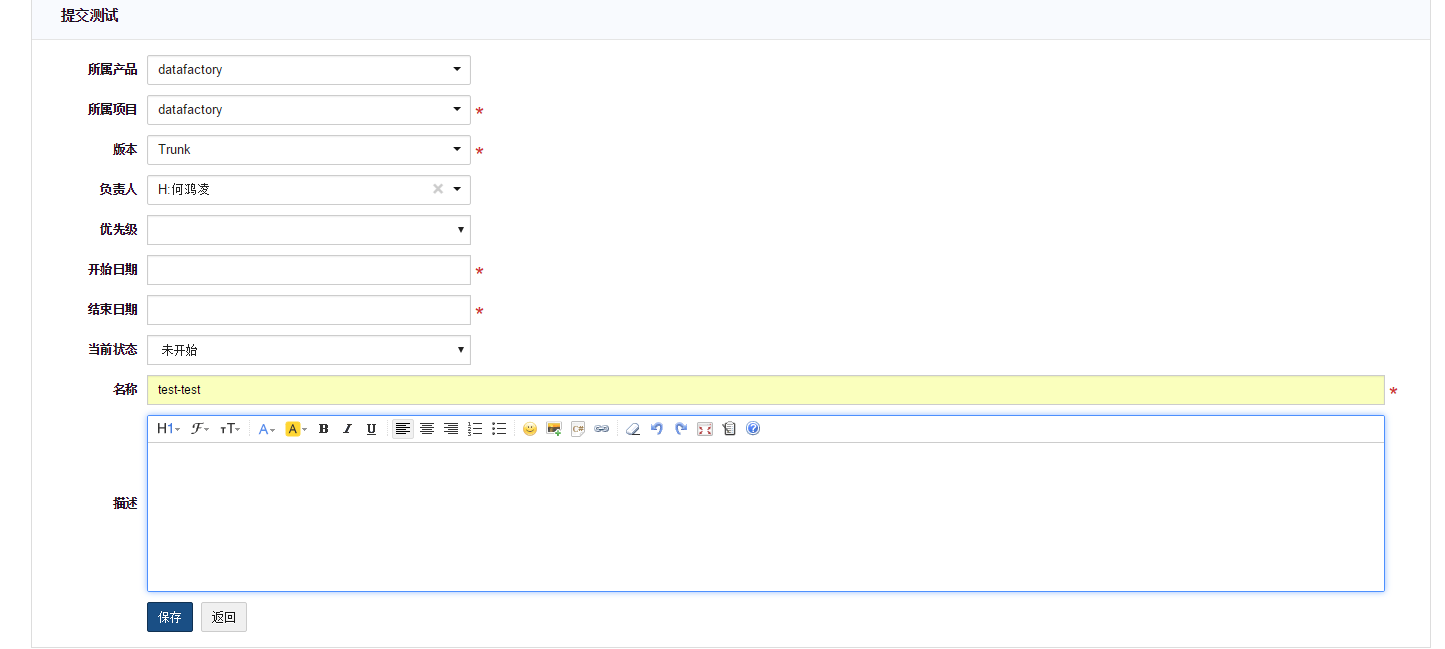 提交测试
所属产品 datafactory
所属项目 datafactory *
版本 Trunk *
负责人 H:何鸿凌
优先级
开始日期 *
结束日期 *
当前状态 未开始
名称 test-test *
H1 F TT A A B I U C#
描述
保存 返回